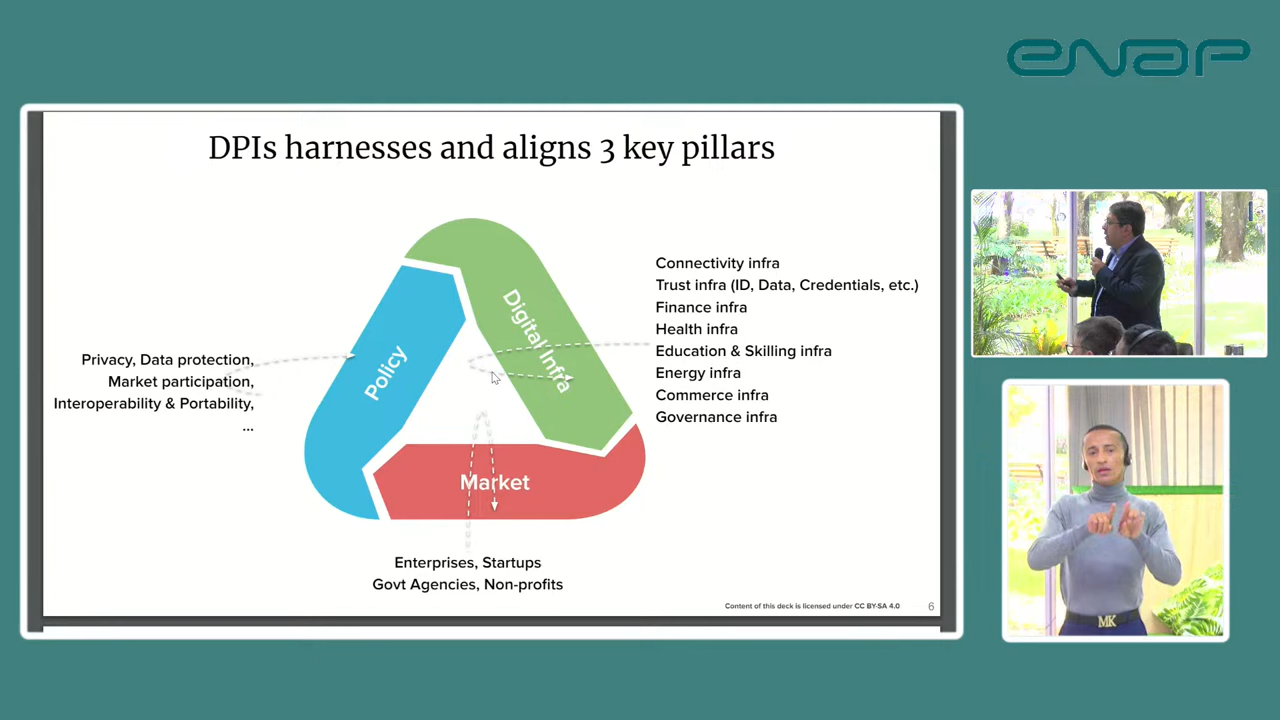 enap
DPIs harnesses and aligns 3 key pillars
Policy
Digital Infra
Market
Privacy, Data protection,
Market participation,
Interoperability & Portability,
...
Connectivity infra
Trust infra (ID, Data, Credentials, etc.)
Finance infra
Health infra
Education & Skilling infra
Energy infra
Commerce infra
Governance infra
Enterprises, Startups
Govt Agencies, Non-profits
Content of this deck is licensed under CC BY-SA 4.0
6
MK